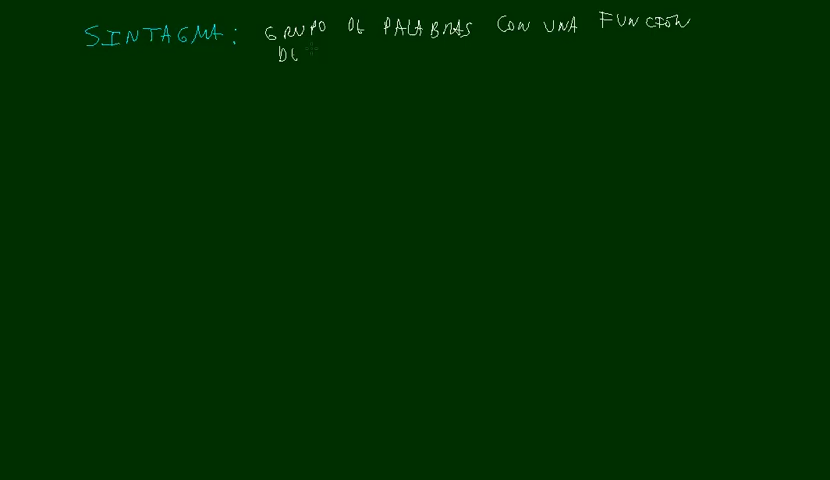 SINTAGMA: GRUPO DE PALABRAS CON UNA FUNCION
DE